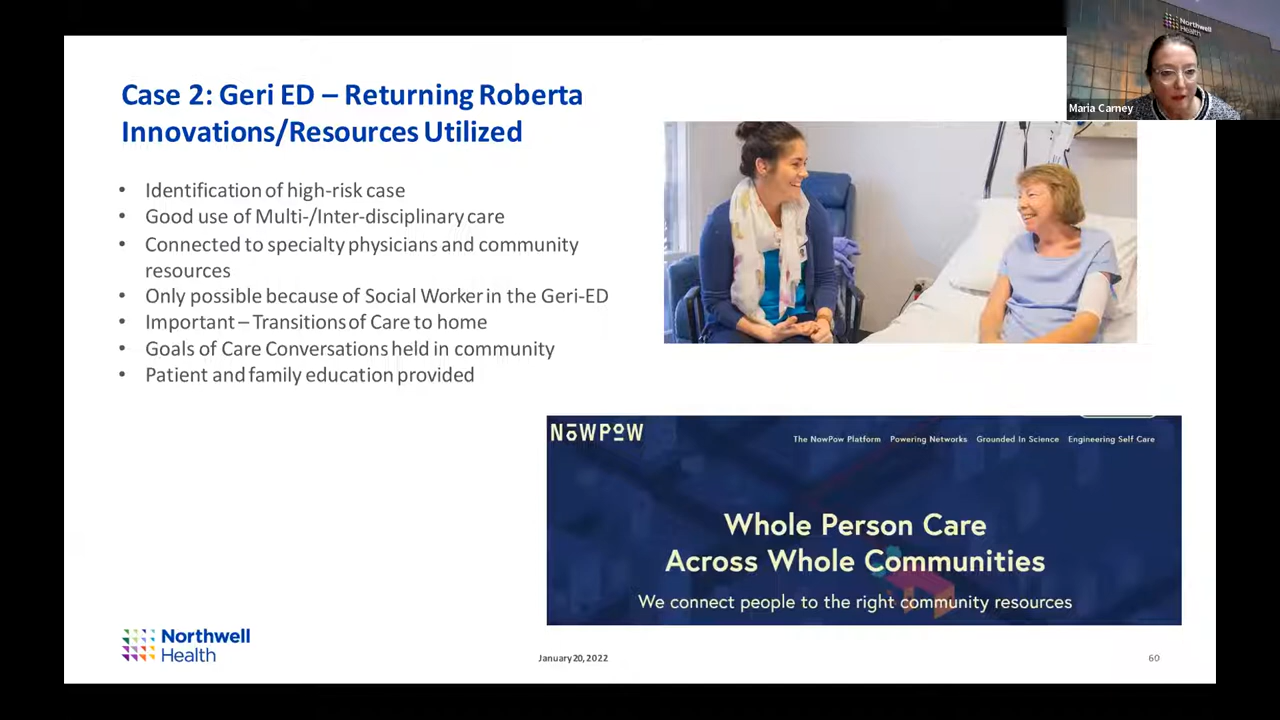 Case 2: Geri ED – Returning Roberta
Innovations/Resources Utilized
• Identification of high-risk case
• Good use of Multi-/Inter-disciplinary care
• Connected to specialty physicians and community
resources
• Only possible because of Social Worker in the Geri-ED
• Important – Transitions of Care to home
• Goals of Care Conversations held in community
• Patient and family education provided
Northwell
Health
Maria Carney
NOWPOW
The NowPow Platform Powering Networks Grounded In Science Engineering Self Care
Whole Person Care
Across Whole Communities
We connect people to the right community resources
Northwell
Health
January 20, 2022
60